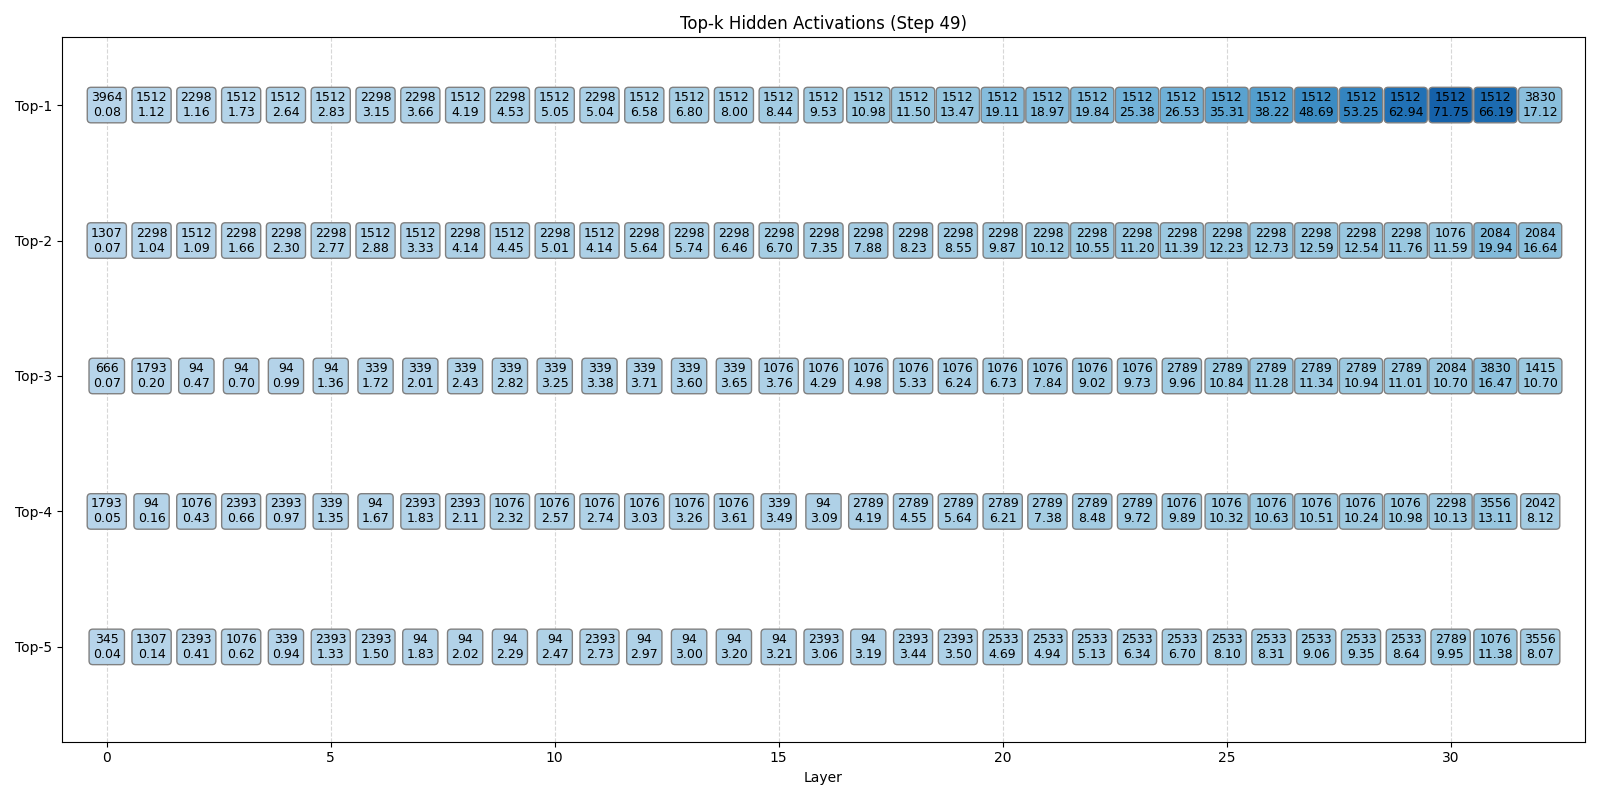 Top-k Hidden Activations (Step 49)
Top-1
3964 1512 2298 1512 1512 1512 2298 2298 1512 2298 1512 2298 1512 1512 1512 1512 1512 1512 1512 1512 1512 1512 1512 1512 1512 1512 1512 1512 1512 1512 1512 1512 3830
0.08 1.12 1.16 1.73 2.64 2.83 3.15 3.66 4.19 4.53 5.05 5.04 6.58 6.80 8.00 8.44 9.53 10.98 11.50 13.47 19.11 18.97 19.84 25.38 26.53 35.31 38.22 48.69 53.25 62.94 71.75 66.19 17.12
Top-2
1307 2298 1512 2298 2298 2298 1512 1512 2298 1512 2298 1512 2298 2298 2298 2298 2298 2298 2298 2298 2298 2298 2298 2298 2298 2298 2298 2298 2298 2298 1076 2084 2084
0.07 1.04 1.09 1.66 2.30 2.77 2.88 3.33 4.14 4.45 5.01 4.14 5.64 5.74 6.46 6.70 7.35 7.88 8.23 8.55 9.87 10.12 10.55 11.20 11.39 12.23 12.73 12.59 12.54 11.76 11.59 19.94 16.64
Top-3
666 1793 94 94 94 94 339 339 339 339 339 339 339 339 339 1076 1076 1076 1076 1076 1076 1076 1076 1076 2789 2789 2789 2789 2789 2789 2084 3830 1415
0.07 0.20 0.47 0.70 0.99 1.36 1.72 2.01 2.43 2.82 3.25 3.38 3.71 3.60 3.65 3.76 4.29 4.98 5.33 6.24 6.73 7.84 9.02 9.73 9.96 10.84 11.28 11.34 10.94 11.01 10.70 16.47 10.70
Top-4
1793 94 1076 2393 2393 339 94 2393 2393 1076 1076 1076 1076 1076 1076 339 94 2789 2789 2789 2789 2789 2789 2789 1076 1076 1076 1076 1076 1076 2298 3556 2042
0.05 0.16 0.43 0.66 0.97 1.35 1.67 1.83 2.11 2.32 2.57 2.74 3.03 3.26 3.61 3.49 3.09 4.19 4.55 5.64 6.21 7.38 8.48 9.72 9.89 10.32 10.63 10.51 10.24 10.98 10.13 13.11 8.12
Top-5
345 1307 2393 1076 339 2393 2393 94 94 94 94 2393 94 94 94 94 2393 94 2393 2393 2533 2533 2533 2533 2533 2533 2533 2533 2533 2533 2789 1076 3556
0.04 0.14 0.41 0.62 0.94 1.33 1.50 1.83 2.02 2.29 2.47 2.73 2.97 3.00 3.20 3.21 3.06 3.19 3.44 3.50 4.69 4.94 5.13 6.34 6.70 8.10 8.31 9.06 9.35 8.64 9.95 11.38 8.07
0 5 10 15 20 25 30
Layer